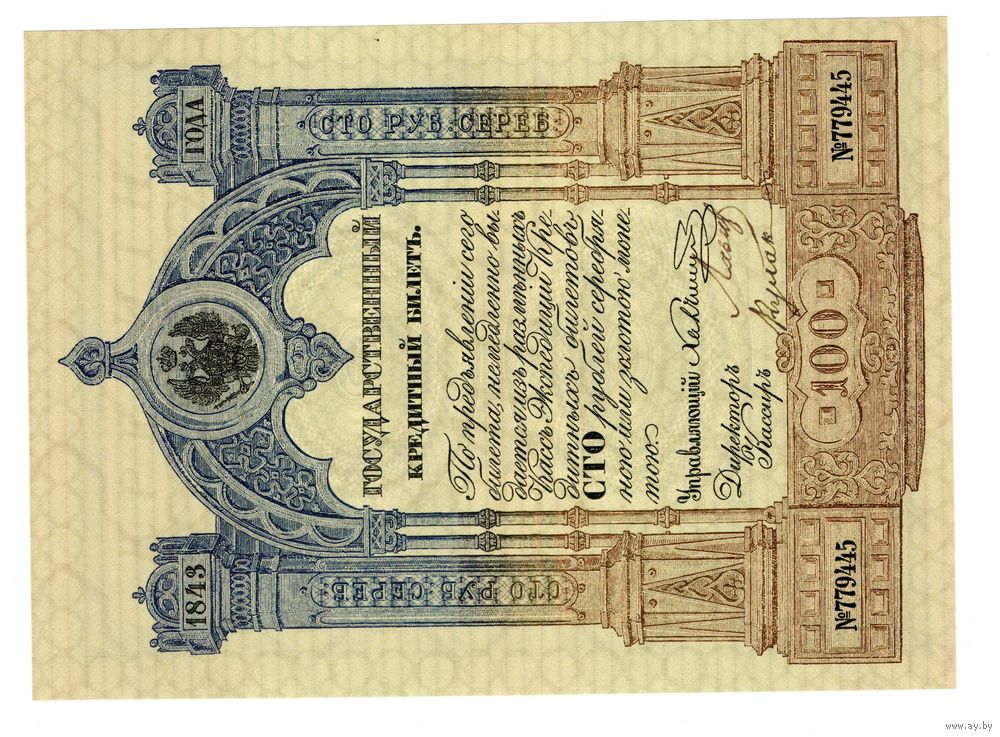 1843 ГОДА
СТО РУБ СЕРЕБ
СТО РУБ СЕРЕБ
ГОСУДАРСТВЕННЫЙ
КРЕДИТНЫЙ БИЛЕТЪ.
По предъявленіи сего
билета, немедленно вы
дается изъ размѣнныхъ
кассъ Экспедиціи Кре
дитныхъ билетовъ
СТО рублей серебря
ною или золотою моне
тою.
Управляющій
Директоръ
Кассиръ
№779445
100
№779445
www.ay.by